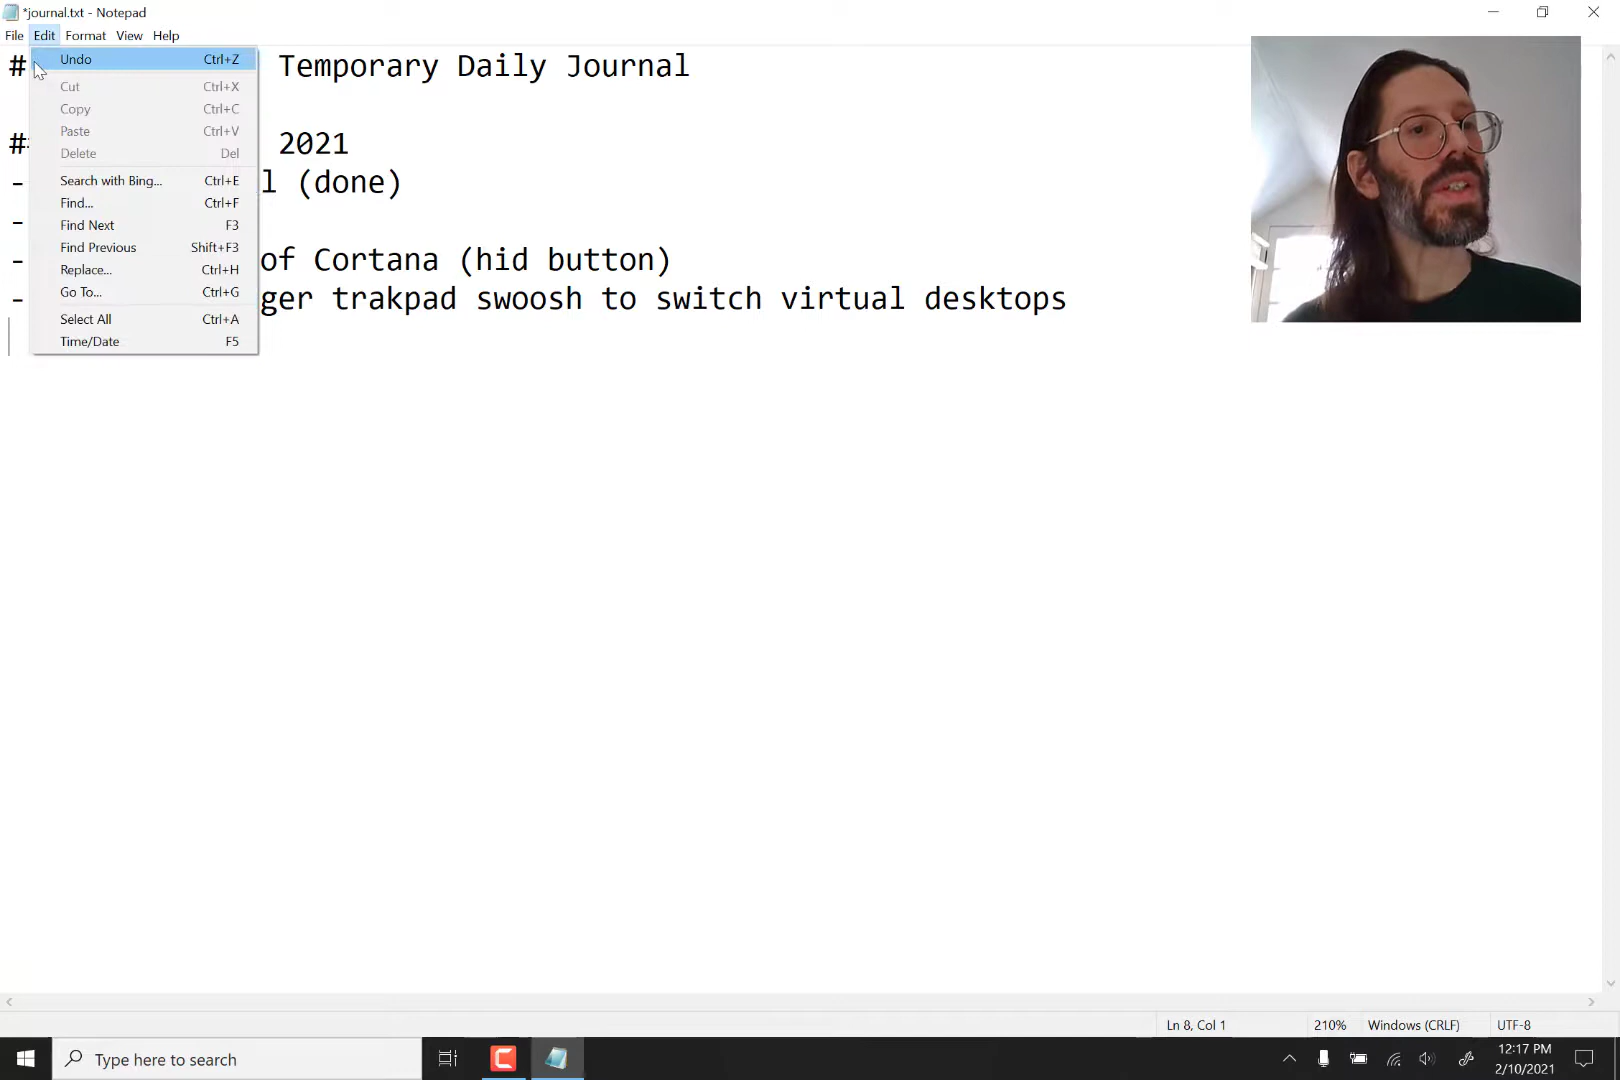 *journal.txt - Notepad
File Edit Format View Help
Undo Ctrl+Z
Cut Ctrl+X
Copy Ctrl+C
Paste Ctrl+V
Delete Del
Search with Bing... Ctrl+E
Find... Ctrl+F
Find Next F3
Find Previous Shift+F3
Replace... Ctrl+H
Go To... Ctrl+G
Select All Ctrl+A
Time/Date F5
# Temporary Daily Journal
## 2021
- l (done)
-
- of Cortana (hid button)
- ger trakpad swoosh to switch virtual desktops
Ln 8, Col 1 210% Windows (CRLF) UTF-8
Type here to search
12:17 PM
2/10/2021